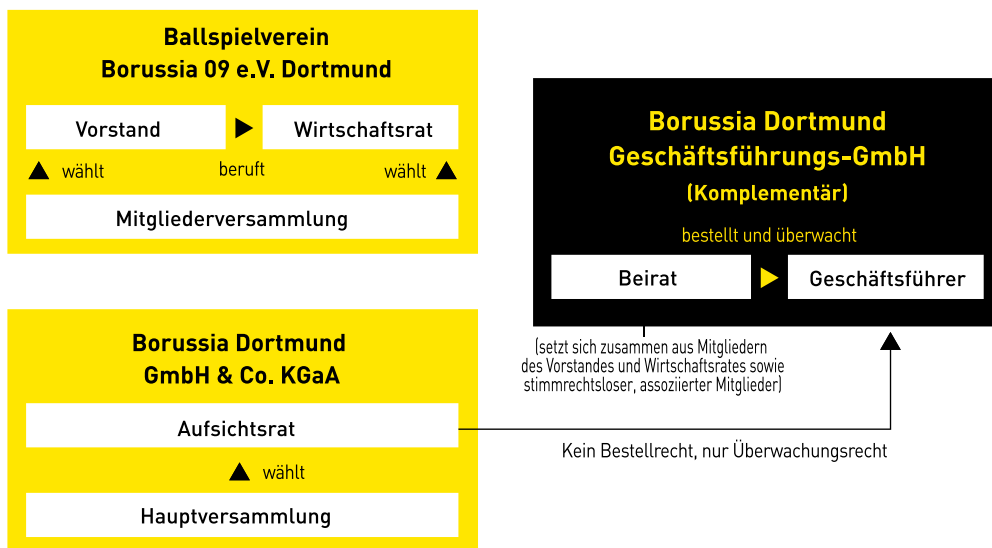 Ballspielverein
Borussia 09 e.V. Dortmund
Vorstand
Wirtschaftsrat
wählt
beruft
wählt
Mitgliederversammlung
Borussia Dortmund
Geschäftsführungs-GmbH
(Komplementär)
bestellt und überwacht
Beirat
Geschäftsführer
(setzt sich zusammen aus Mitgliedern
des Vorstandes und Wirtschaftsrates sowie
stimmrechtsloser, assoziierter Mitglieder)
Borussia Dortmund
GmbH & Co. KGaA
Aufsichtsrat
Kein Bestellrecht, nur Überwachungsrecht
wählt
Hauptversammlung